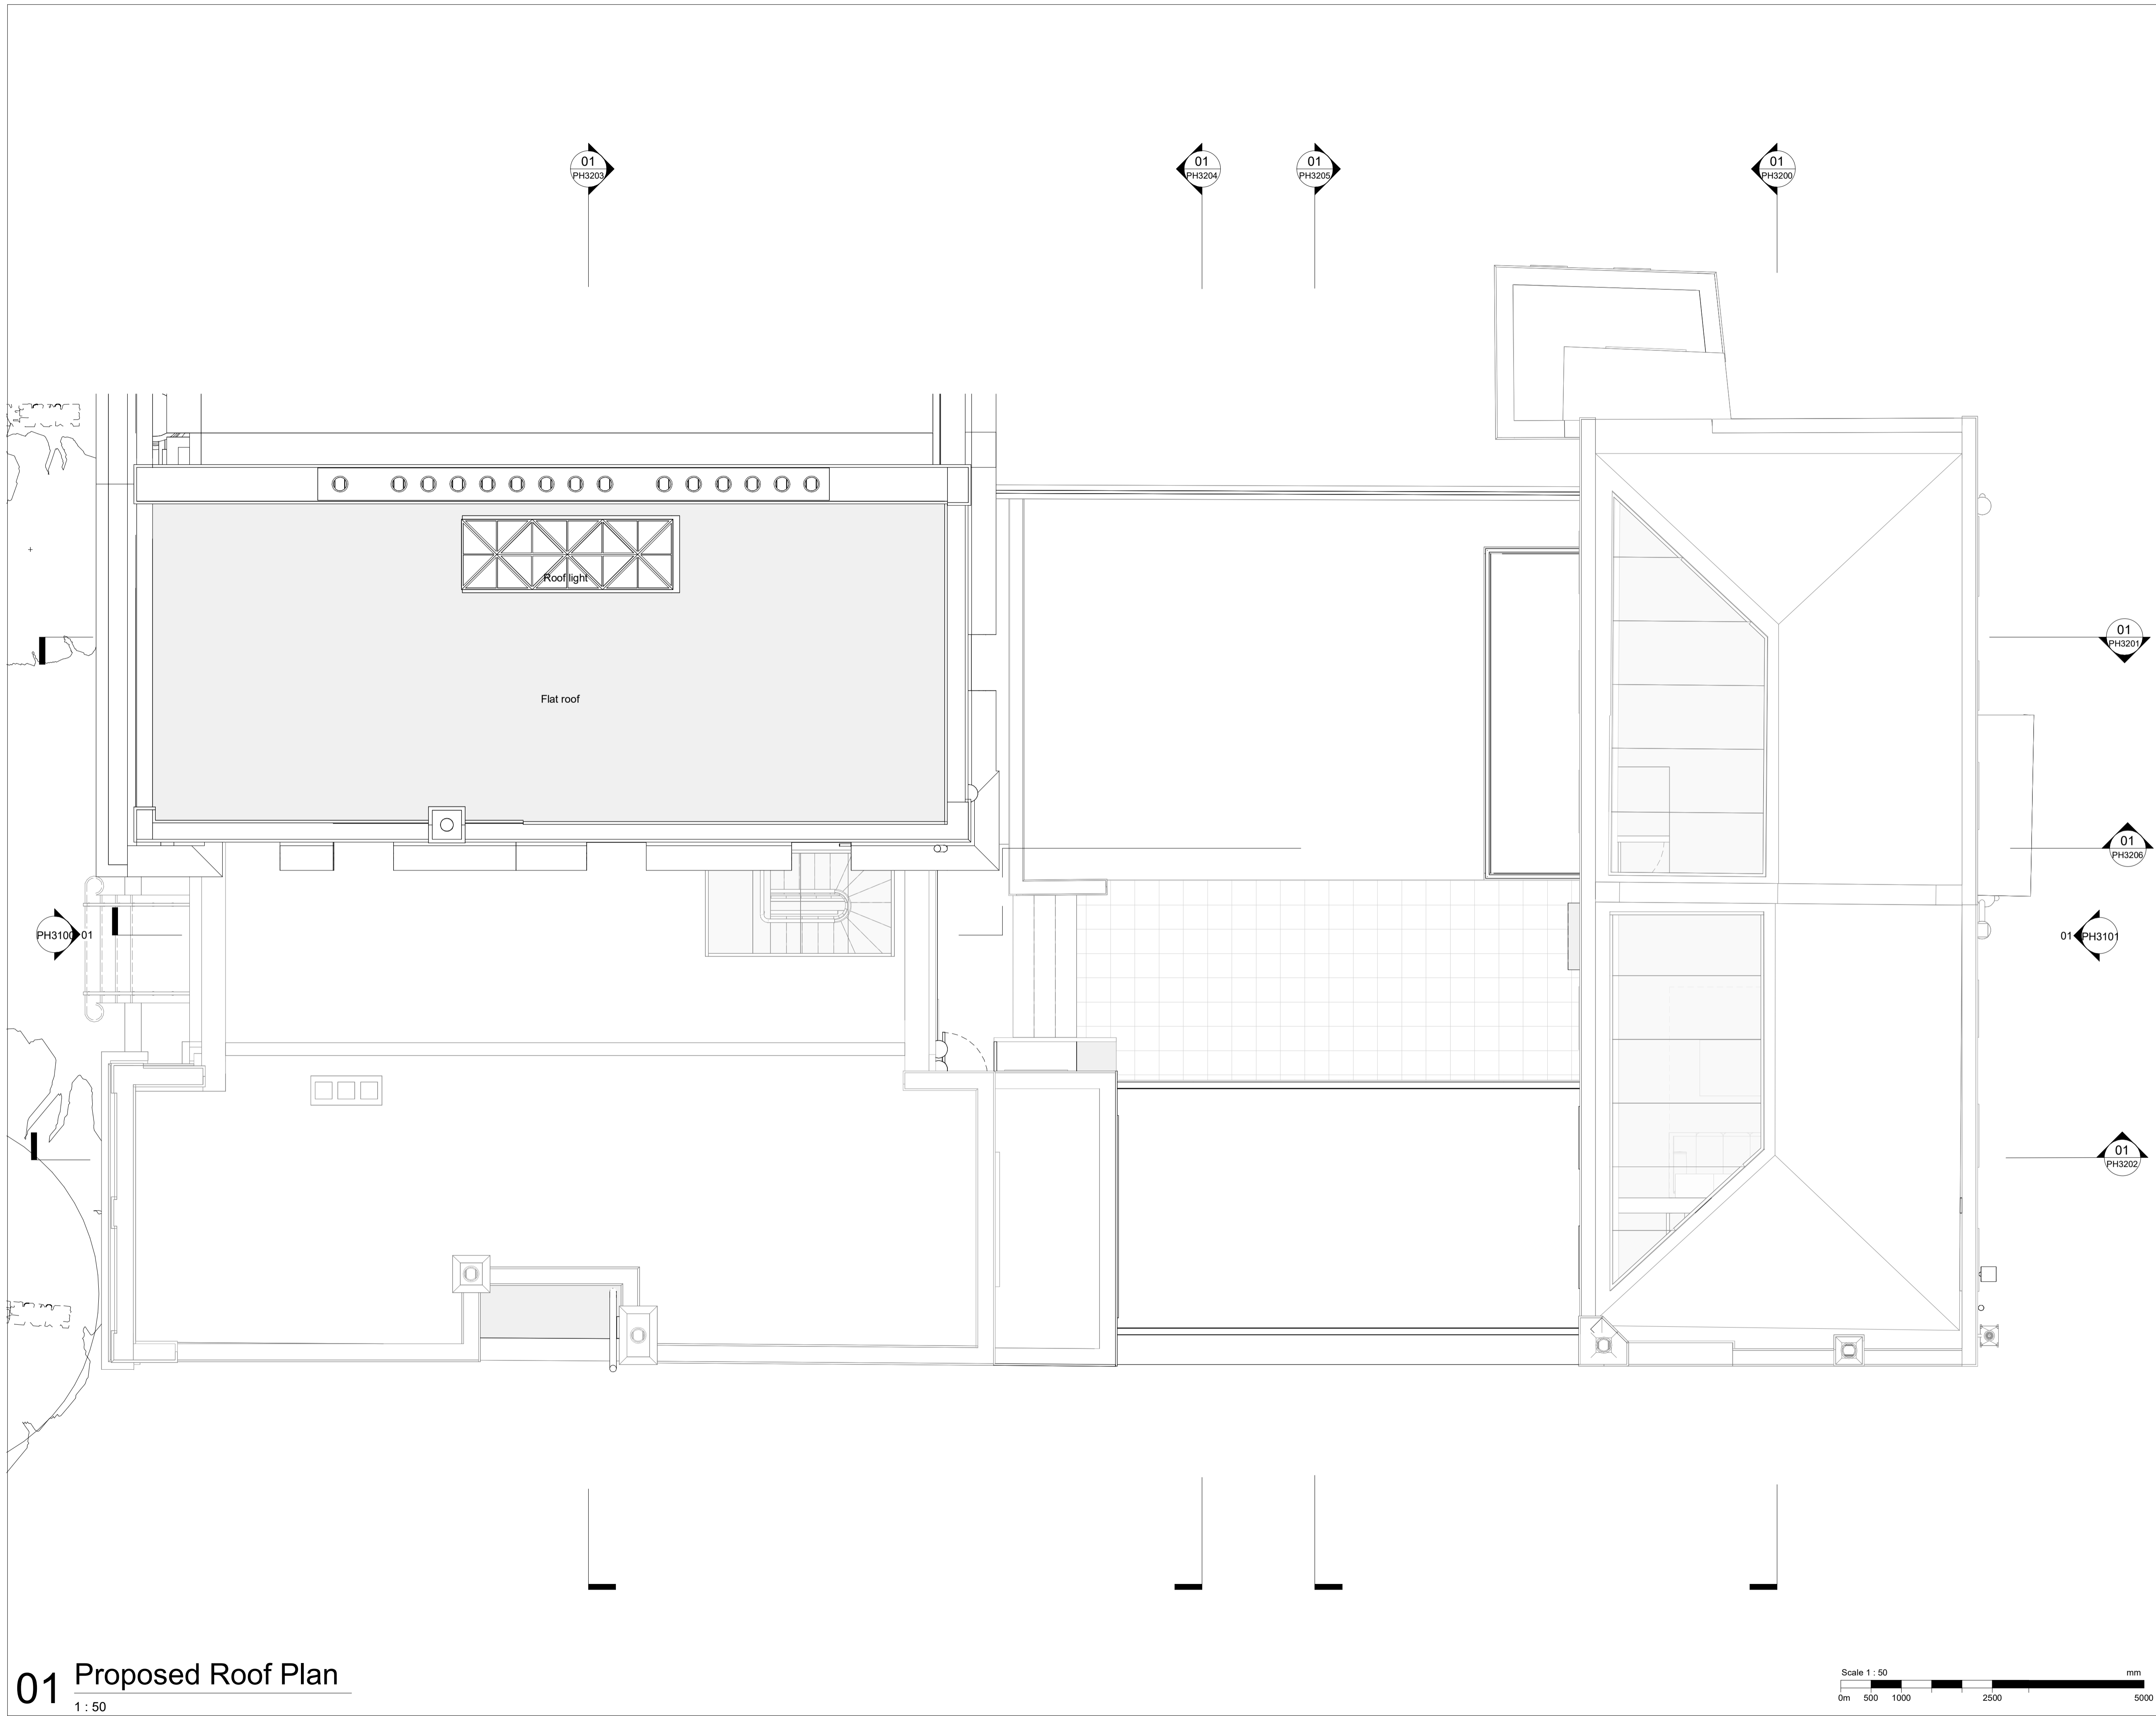 01
PH3203
01
PH3204
01
PH3205
01
PH3200
Roof light
01
PH3201
Flat roof
01
PH3206
PH3100 01
01 PH3101
01
PH3202
01 Proposed Roof Plan
1 : 50
Scale 1 : 50 mm
0m 500 1000 2500 5000